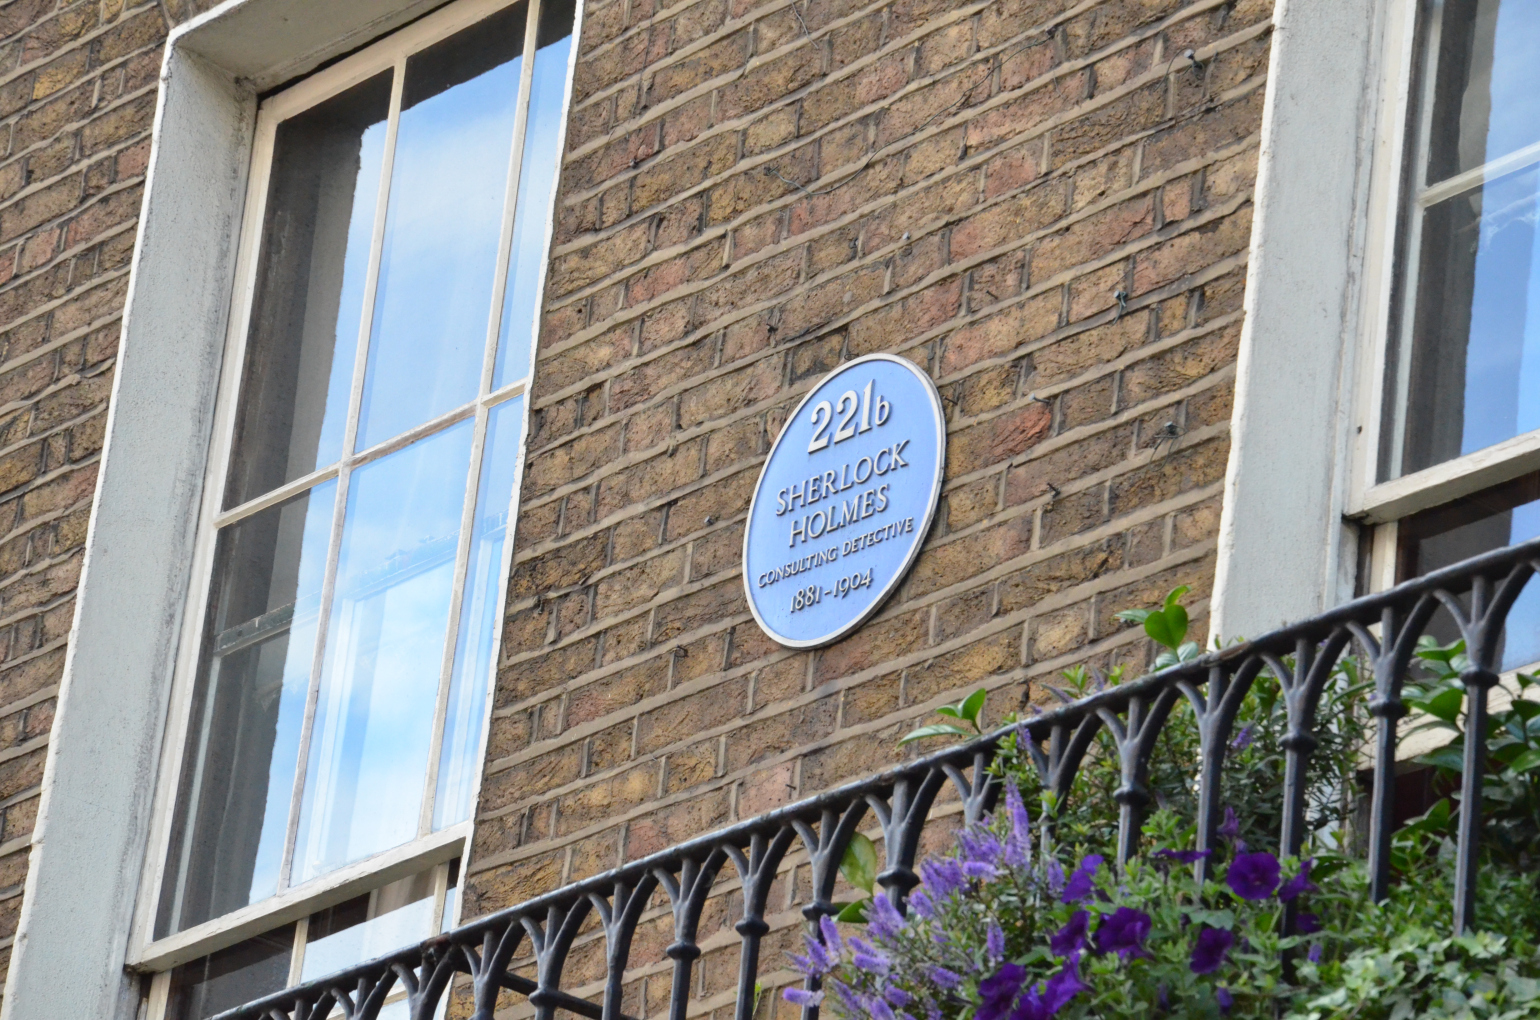 221b
SHERLOCK
HOLMES
CONSULTING DETECTIVE
1881-1904